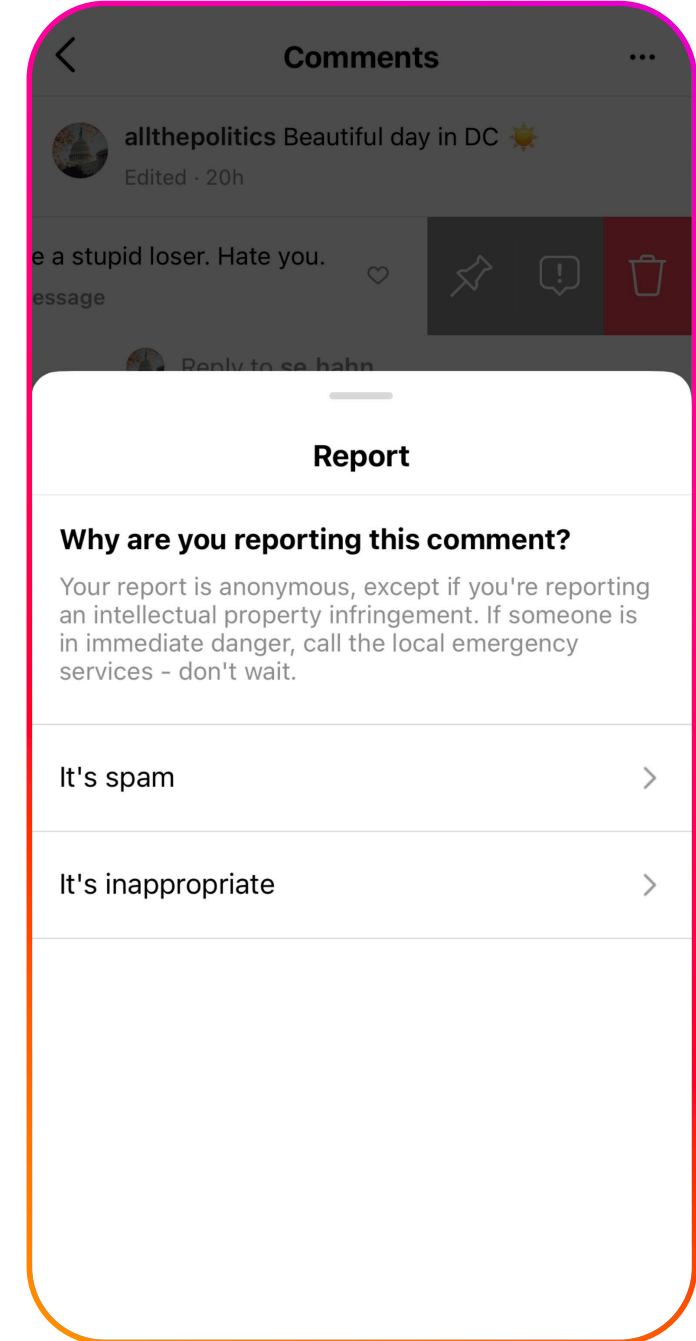 Comments
allthepolitics Beautiful day in DC ☀️
Edited · 20h
e a stupid loser. Hate you.
essage
Reply to se_hahn
Report
Why are you reporting this comment?
Your report is anonymous, except if you're reporting
an intellectual property infringement. If someone is
in immediate danger, call the local emergency
services - don't wait.
It's spam
It's inappropriate